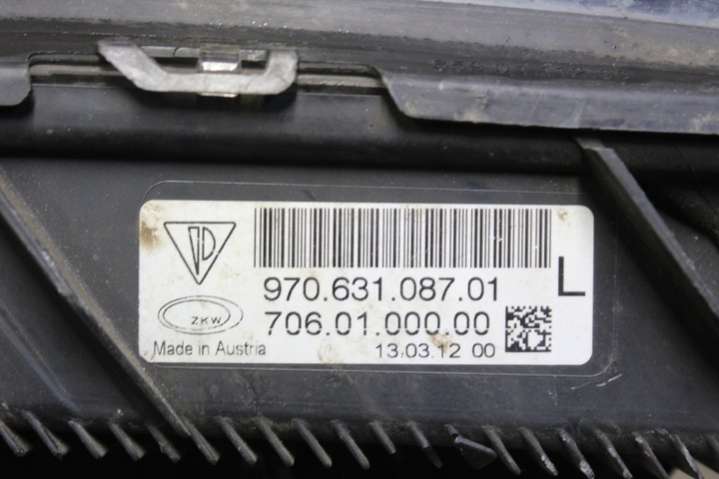 970.631.087.01
L
ZKW
706.01.000.00
Made in Austria
13.03.12 00